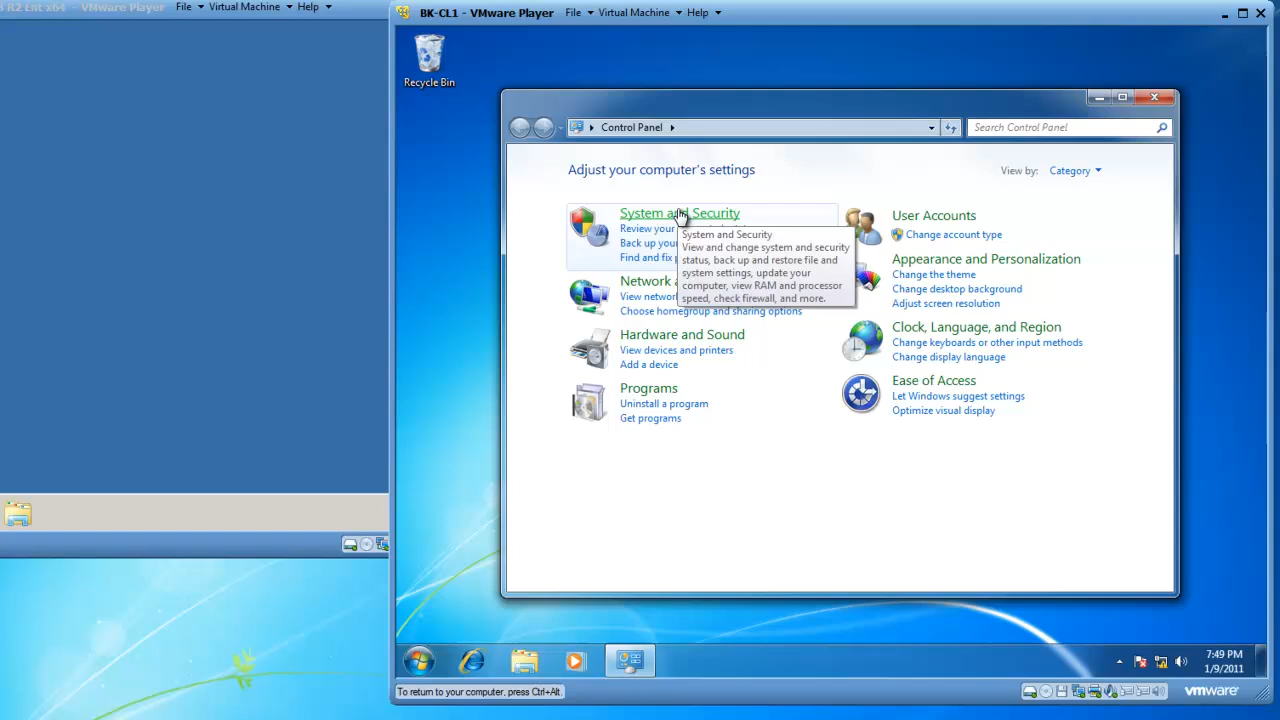 R2 Ent x64 - VMware Player File Virtual Machine Help
BK-CL1 - VMware Player File Virtual Machine Help
Recycle Bin
Control Panel
Search Control Panel
Adjust your computer's settings
View by: Category
System and Security
Review your
Back up your
Find and fix
System and Security
View and change system and security
status, back up and restore file and
system settings, update your
computer, view RAM and processor
speed, check firewall, and more.
Network
View network
Choose homegroup and sharing options
Hardware and Sound
View devices and printers
Add a device
Programs
Uninstall a program
Get programs
User Accounts
Change account type
Appearance and Personalization
Change the theme
Change desktop background
Adjust screen resolution
Clock, Language, and Region
Change keyboards or other input methods
Change display language
Ease of Access
Let Windows suggest settings
Optimize visual display
7:49 PM
1/9/2011
To return to your computer, press Ctrl+Alt.
vmware